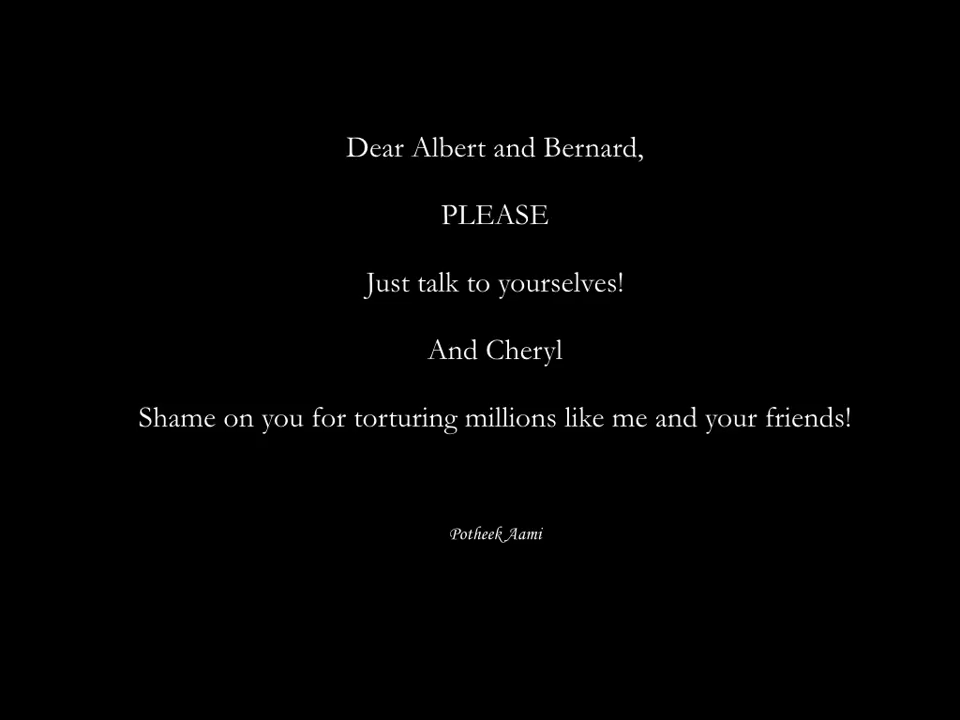 Dear Albert and Bernard,
PLEASE
Just talk to yourselves!
And Cheryl
Shame on you for torturing millions like me and your friends!
Potheek Aami